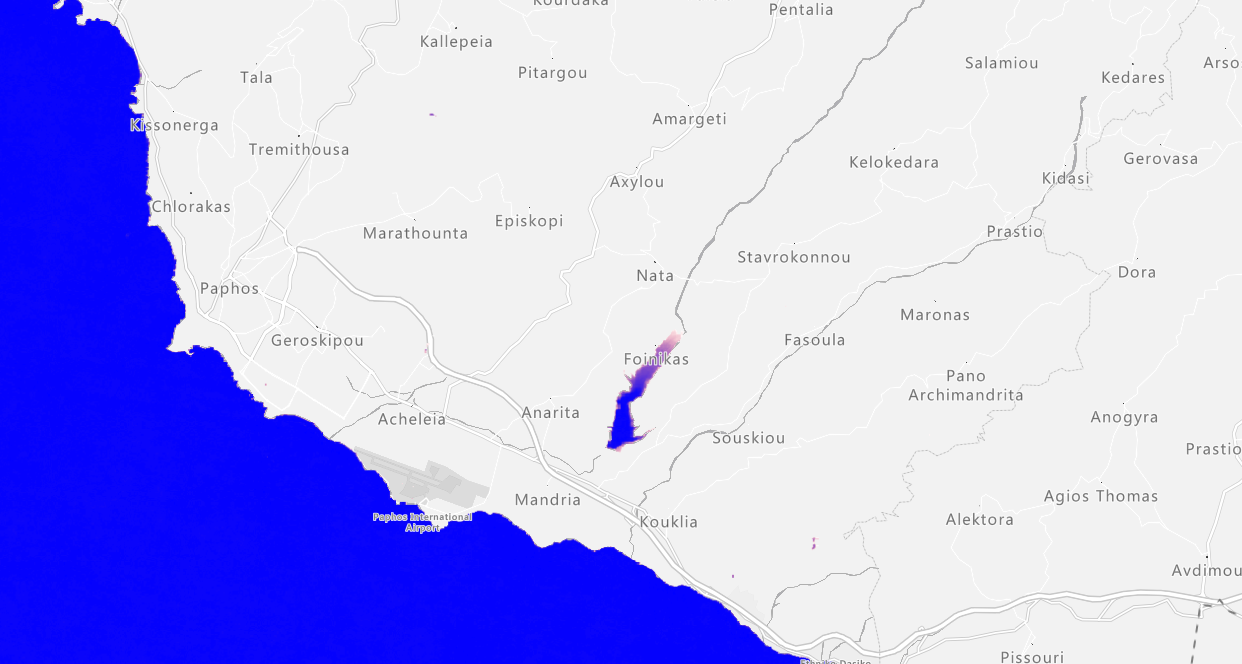 Kourdaka
Pentalia
Kallepeia
Pitargou
Salamiou
Kedares
Arso
Tala
Kissonerga
Tremithousa
Amargeti
Kelokedara
Gerovasa
Axylou
Kidasi
Chlorakas
Marathounta
Episkopi
Prastio
Nata
Stavrokonnou
Dora
Paphos
Geroskipou
Foinikas
Fasoula
Maronas
Pano
Archimandrita
Acheleia
Anarita
Souskiou
Anogyra
Prastio
Mandria
Paphos International
Airport
Kouklia
Alektora
Agios Thomas
Avdimou
Pissouri